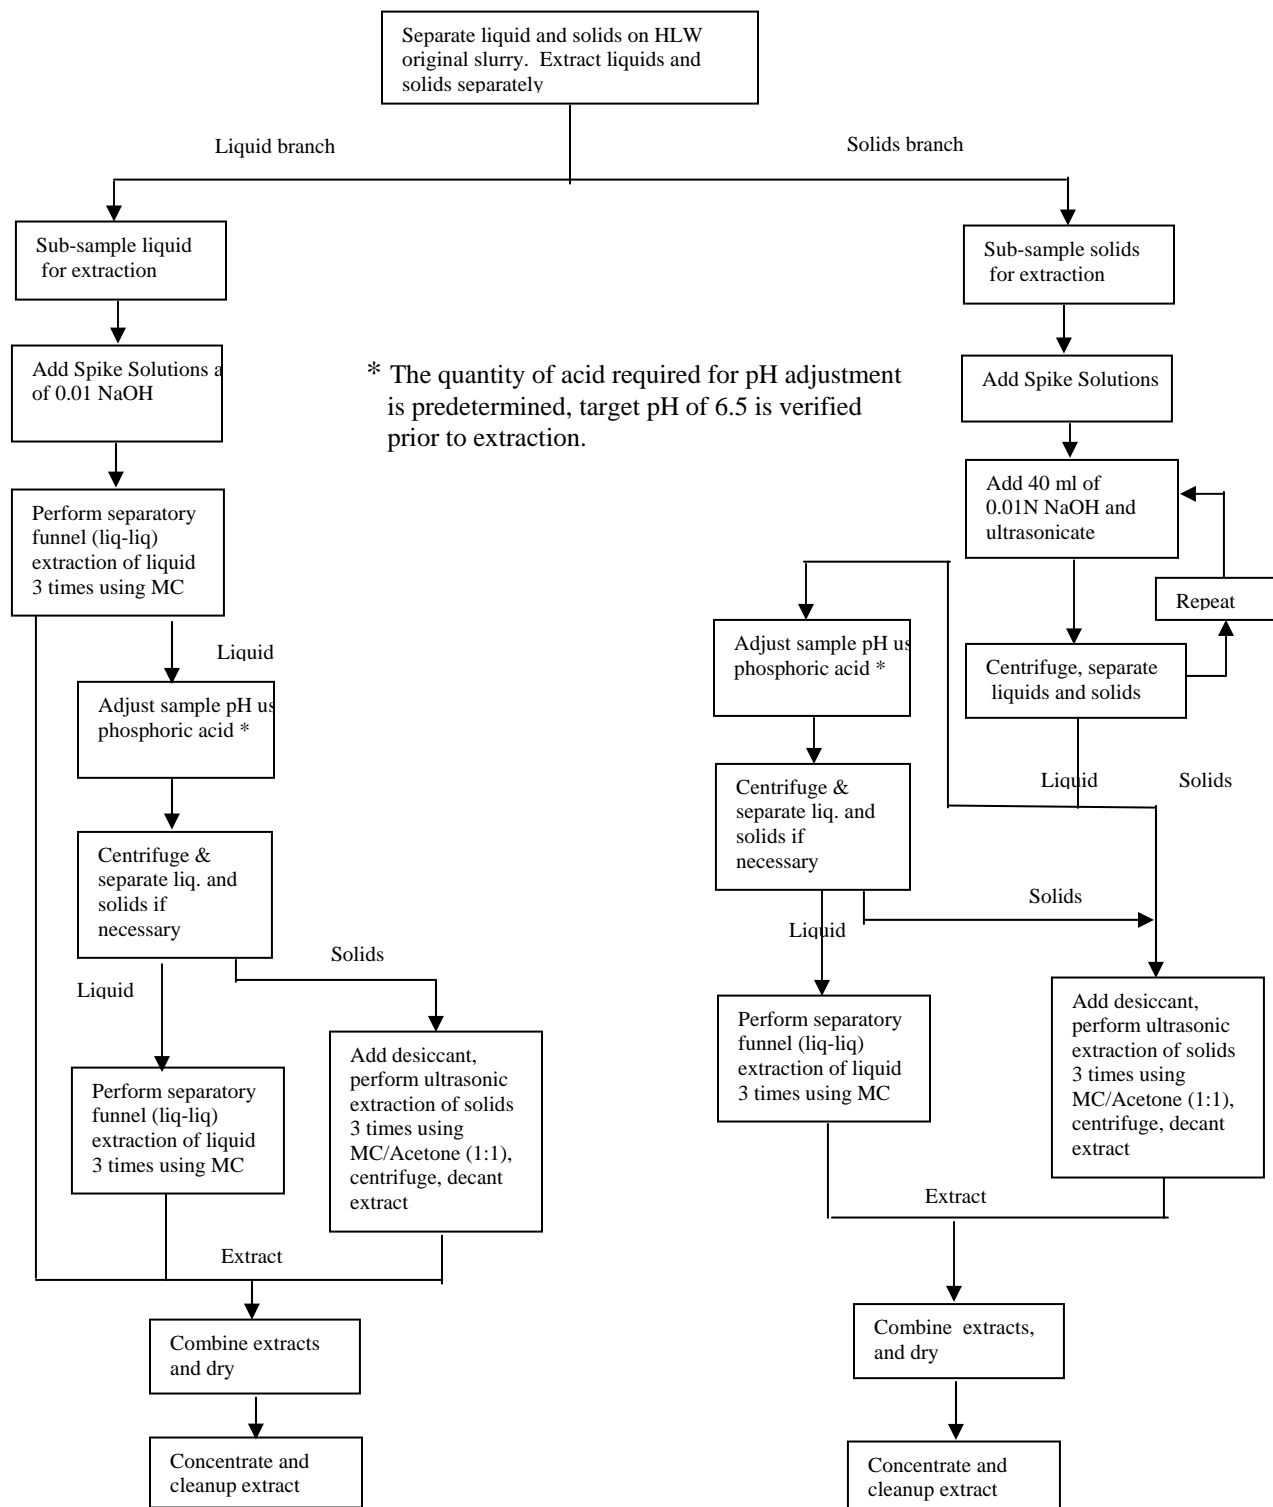 Separate liquid and solids on HLW
original slurry. Extract liquids and
solids separately
Liquid branch
Solids branch
Sub-sample liquid
for extraction
Add Spike Solutions a
of 0.01 NaOH
Perform separatory
funnel (liq-liq)
extraction of liquid
3 times using MC
Liquid
Adjust sample pH us
phosphoric acid *
Centrifuge &
separate liq. and
solids if
necessary
Solids
Liquid
Perform separatory
funnel (liq-liq)
extraction of liquid
3 times using MC
Add desiccant,
perform ultrasonic
extraction of solids
3 times using
MC/Acetone (1:1),
centrifuge, decant
extract
Extract
Combine extracts
and dry
Concentrate and
cleanup extract
* The quantity of acid required for pH adjustment
is predetermined, target pH of 6.5 is verified
prior to extraction.
Sub-sample solids
for extraction
Add Spike Solutions
Add 40 ml of
0.01N NaOH and
ultrasonicate
Repeat
Centrifuge, separate
liquids and solids
Liquid
Solids
Adjust sample pH us
phosphoric acid *
Centrifuge &
separate liq. and
solids if
necessary
Solids
Liquid
Perform separatory
funnel (liq-liq)
extraction of liquid
3 times using MC
Add desiccant,
perform ultrasonic
extraction of solids
3 times using
MC/Acetone (1:1),
centrifuge, decant
extract
Extract
Combine extracts,
and dry
Concentrate and
cleanup extract